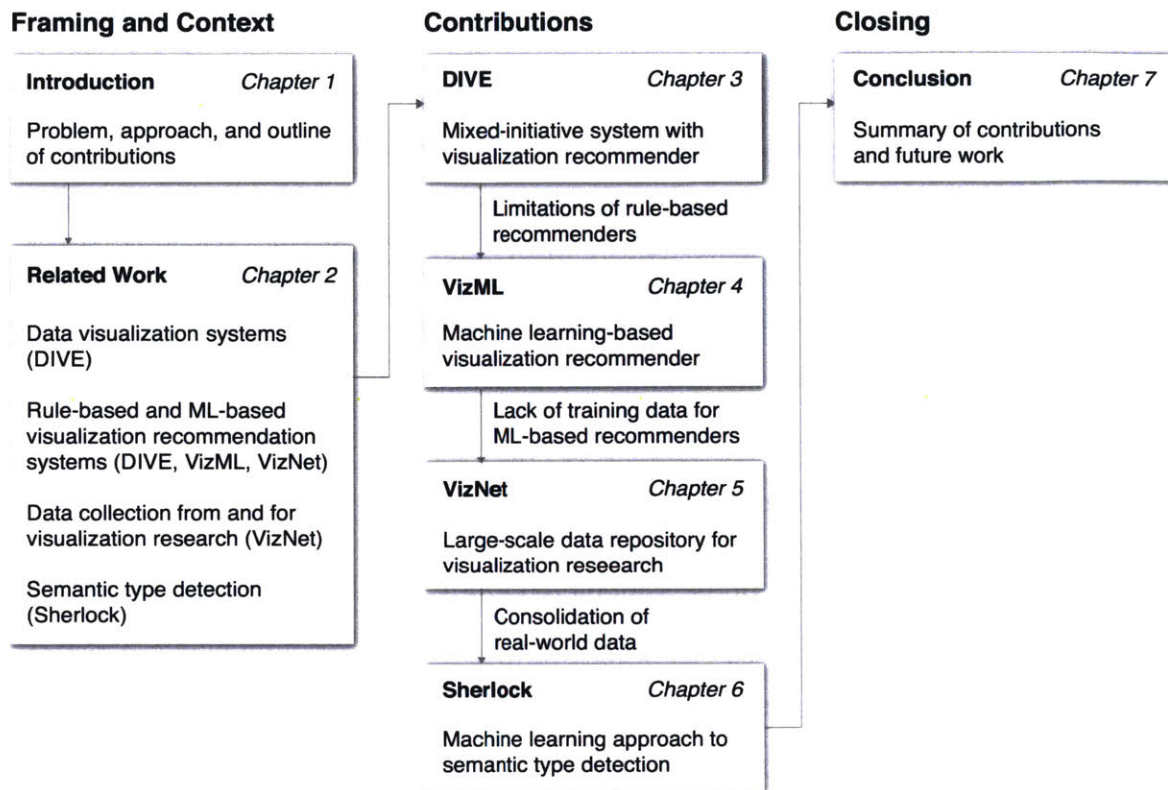 Framing and Context
Introduction Chapter 1
Problem, approach, and outline
of contributions
Related Work Chapter 2
Data visualization systems
(DIVE)
Rule-based and ML-based
visualization recommendation
systems (DIVE, VizML, VizNet)
Data collection from and for
visualization research (VizNet)
Semantic type detection
(Sherlock)
Contributions
DIVE Chapter 3
Mixed-initiative system with
visualization recommender
Limitations of rule-based
recommenders
VizML Chapter 4
Machine learning-based
visualization recommender
Lack of training data for
ML-based recommenders
VizNet Chapter 5
Large-scale data repository for
visualization reseearch
Consolidation of
real-world data
Sherlock Chapter 6
Machine learning approach to
semantic type detection
Closing
Conclusion Chapter 7
Summary of contributions
and future work